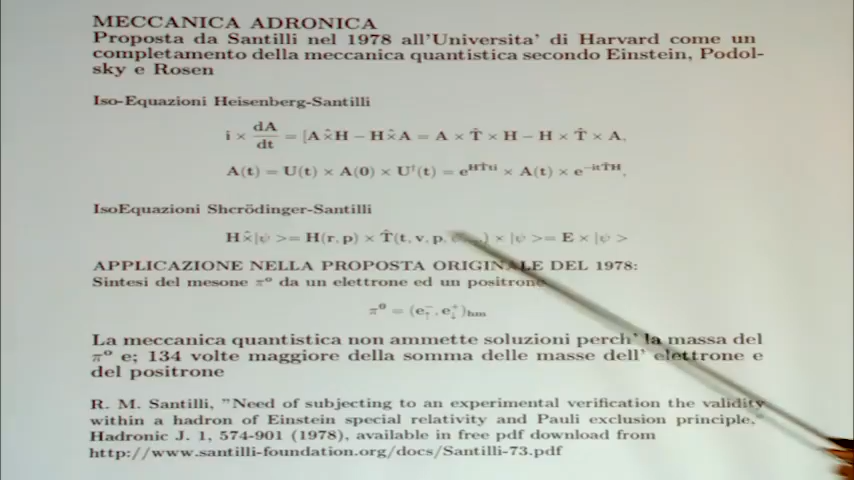 MECCANICA ADRONICA
Proposta da Santilli nel 1978 all'Universita' di Harvard come un
completamento della meccanica quantistica secondo Einstein, Podol-
sky e Rosen
Iso-Equazioni Heisenberg-Santilli
i × dA/dt = [A ×̂ H − H ×̂ A = A × T̂ × H − H × T̂ × A,
A(t) = U(t) × A(0) × U†(t) = e^{HT̂ti} × A(t) × e^{−itT̂H},
IsoEquazioni Shcrödinger-Santilli
H ×̂ |ψ >= H(r, p) × T̂(t, v, p, ) × |ψ >= E × |ψ >
APPLICAZIONE NELLA PROPOSTA ORIGINALE DEL 1978:
Sintesi del mesone π° da un elettrone ed un positrone
π⁰ = (e↑⁻, e↓⁺)hm
La meccanica quantistica non ammette soluzioni perch' la massa del
π° e; 134 volte maggiore della somma delle masse dell' elettrone e
del positrone
R. M. Santilli, "Need of subjecting to an experimental verification the validity
within a hadron of Einstein special relativity and Pauli exclusion principle,"
Hadronic J. 1, 574-901 (1978), available in free pdf download from
http://www.santilli-foundation.org/docs/Santilli-73.pdf